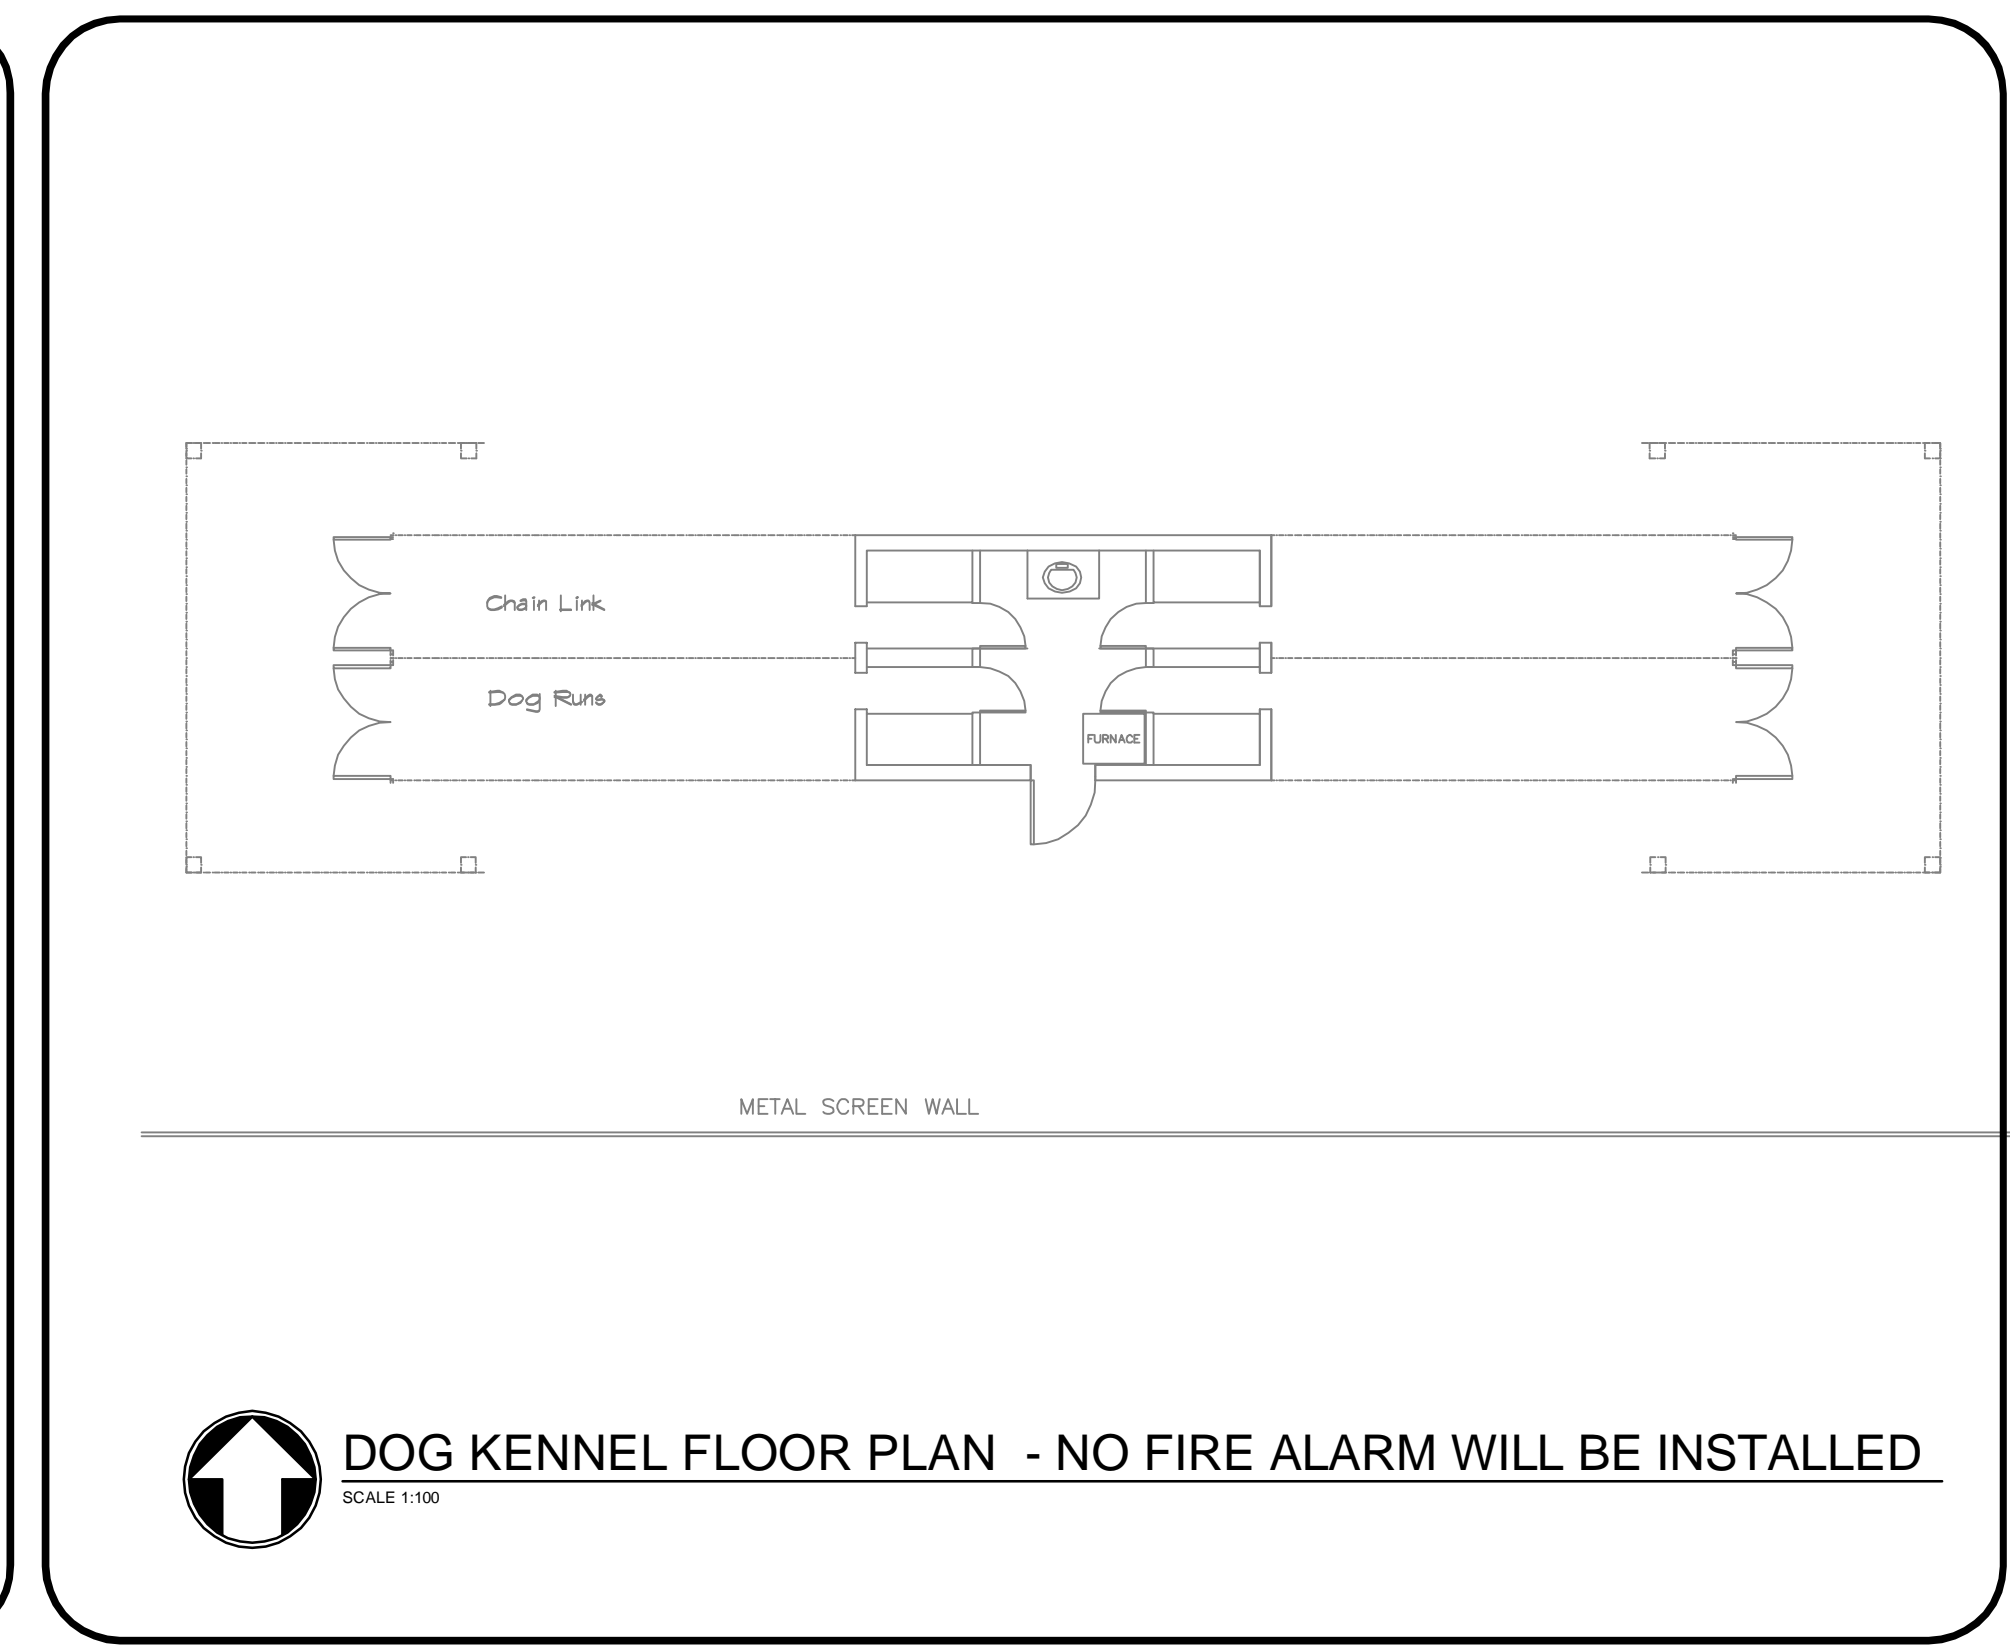 Chain Link
Dog Runs
FURNACE
METAL SCREEN WALL
DOG KENNEL FLOOR PLAN - NO FIRE ALARM WILL BE INSTALLED
SCALE 1:100